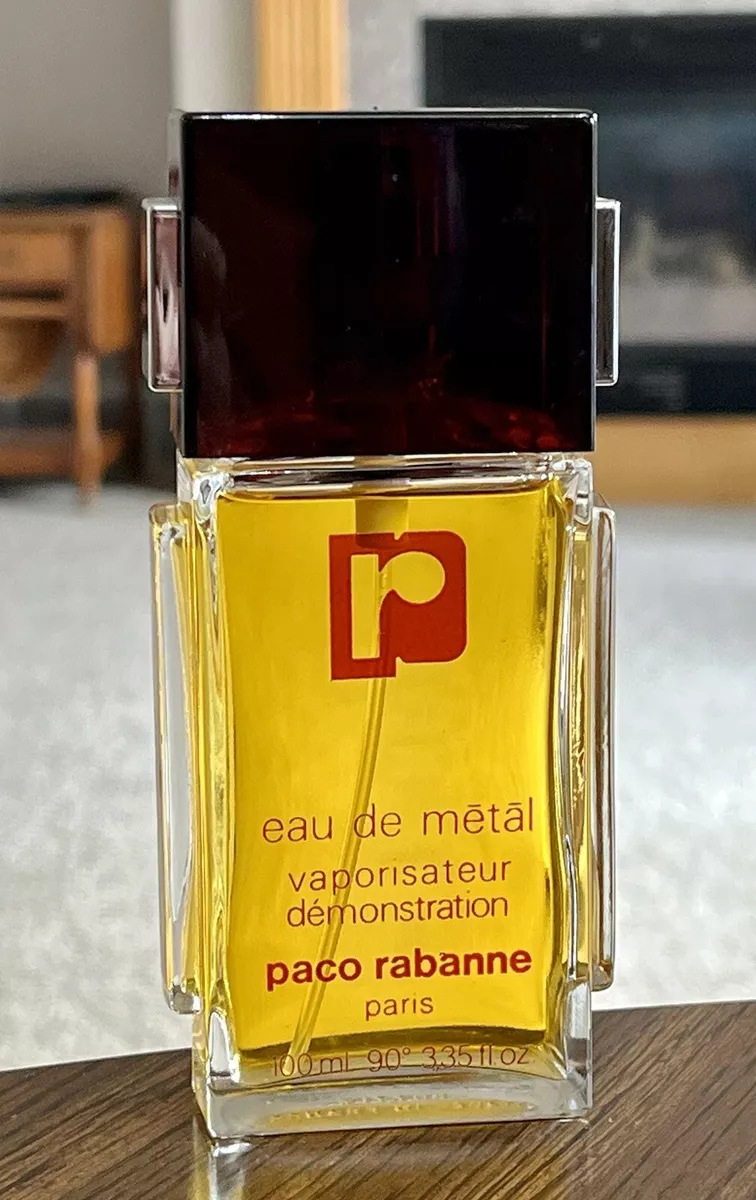 r
eau de mētāl
vaporisateur
démonstration
paco rabanne
paris
100 ml 90° 3,35 fl.oz.